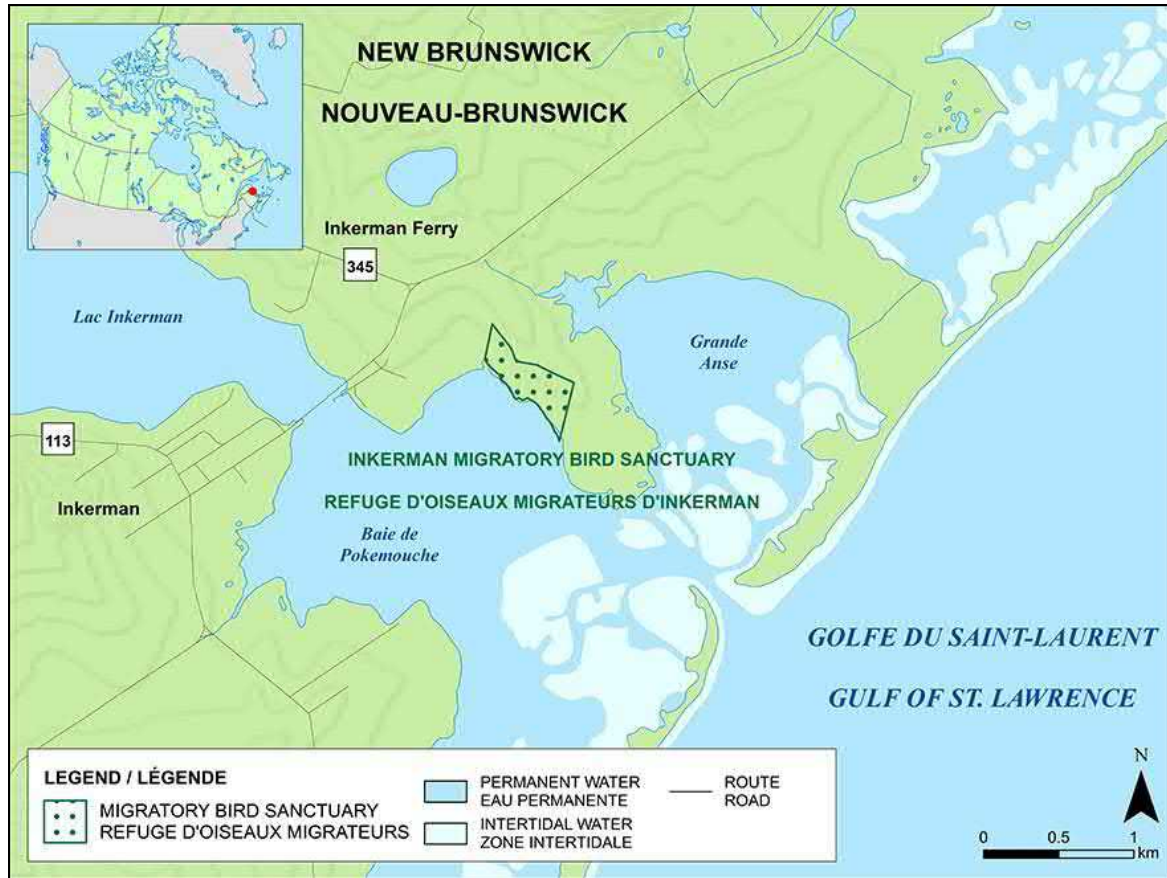 NEW BRUNSWICK
NOUVEAU-BRUNSWICK
Inkerman Ferry
345
Lac Inkerman
Grande
Anse
113
Inkerman
INKERMAN MIGRATORY BIRD SANCTUARY
REFUGE D'OISEAUX MIGRATEURS D'INKERMAN
Baie de
Pokemouche
GOLFE DU SAINT-LAURENT
GULF OF ST. LAWRENCE
LEGEND / LÉGENDE
MIGRATORY BIRD SANCTUARY
REFUGE D'OISEAUX MIGRATEURS
PERMANENT WATER
EAU PERMANENTE
INTERTIDAL WATER
ZONE INTERTIDALE
ROUTE
ROAD
N
0 0.5 1
km